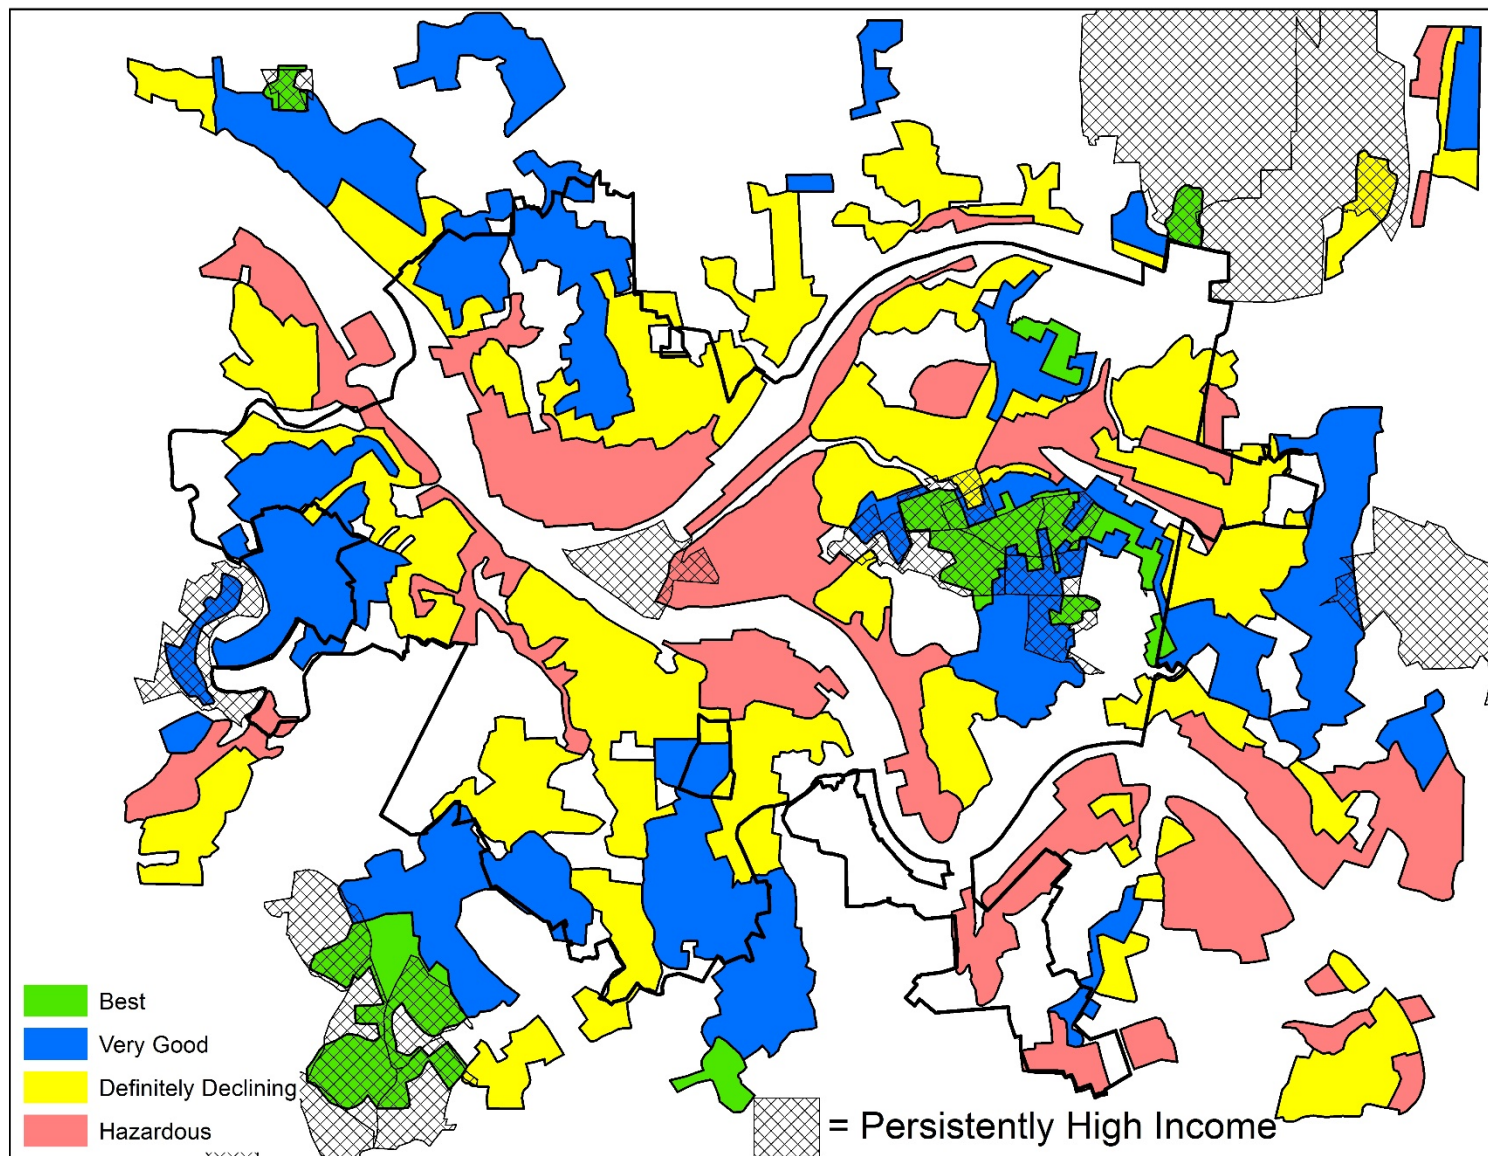 Best
Very Good
Definitely Declining
Hazardous
= Persistently High Income